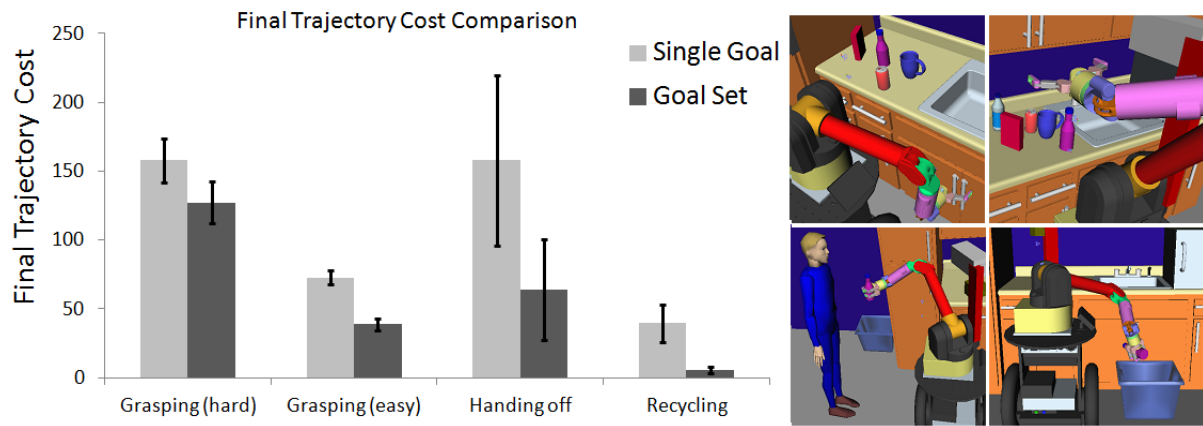 Final Trajectory Cost Comparison
Final Trajectory Cost
250
200
150
100
50
0
Single Goal
Goal Set
Grasping (hard)
Grasping (easy)
Handing off
Recycling